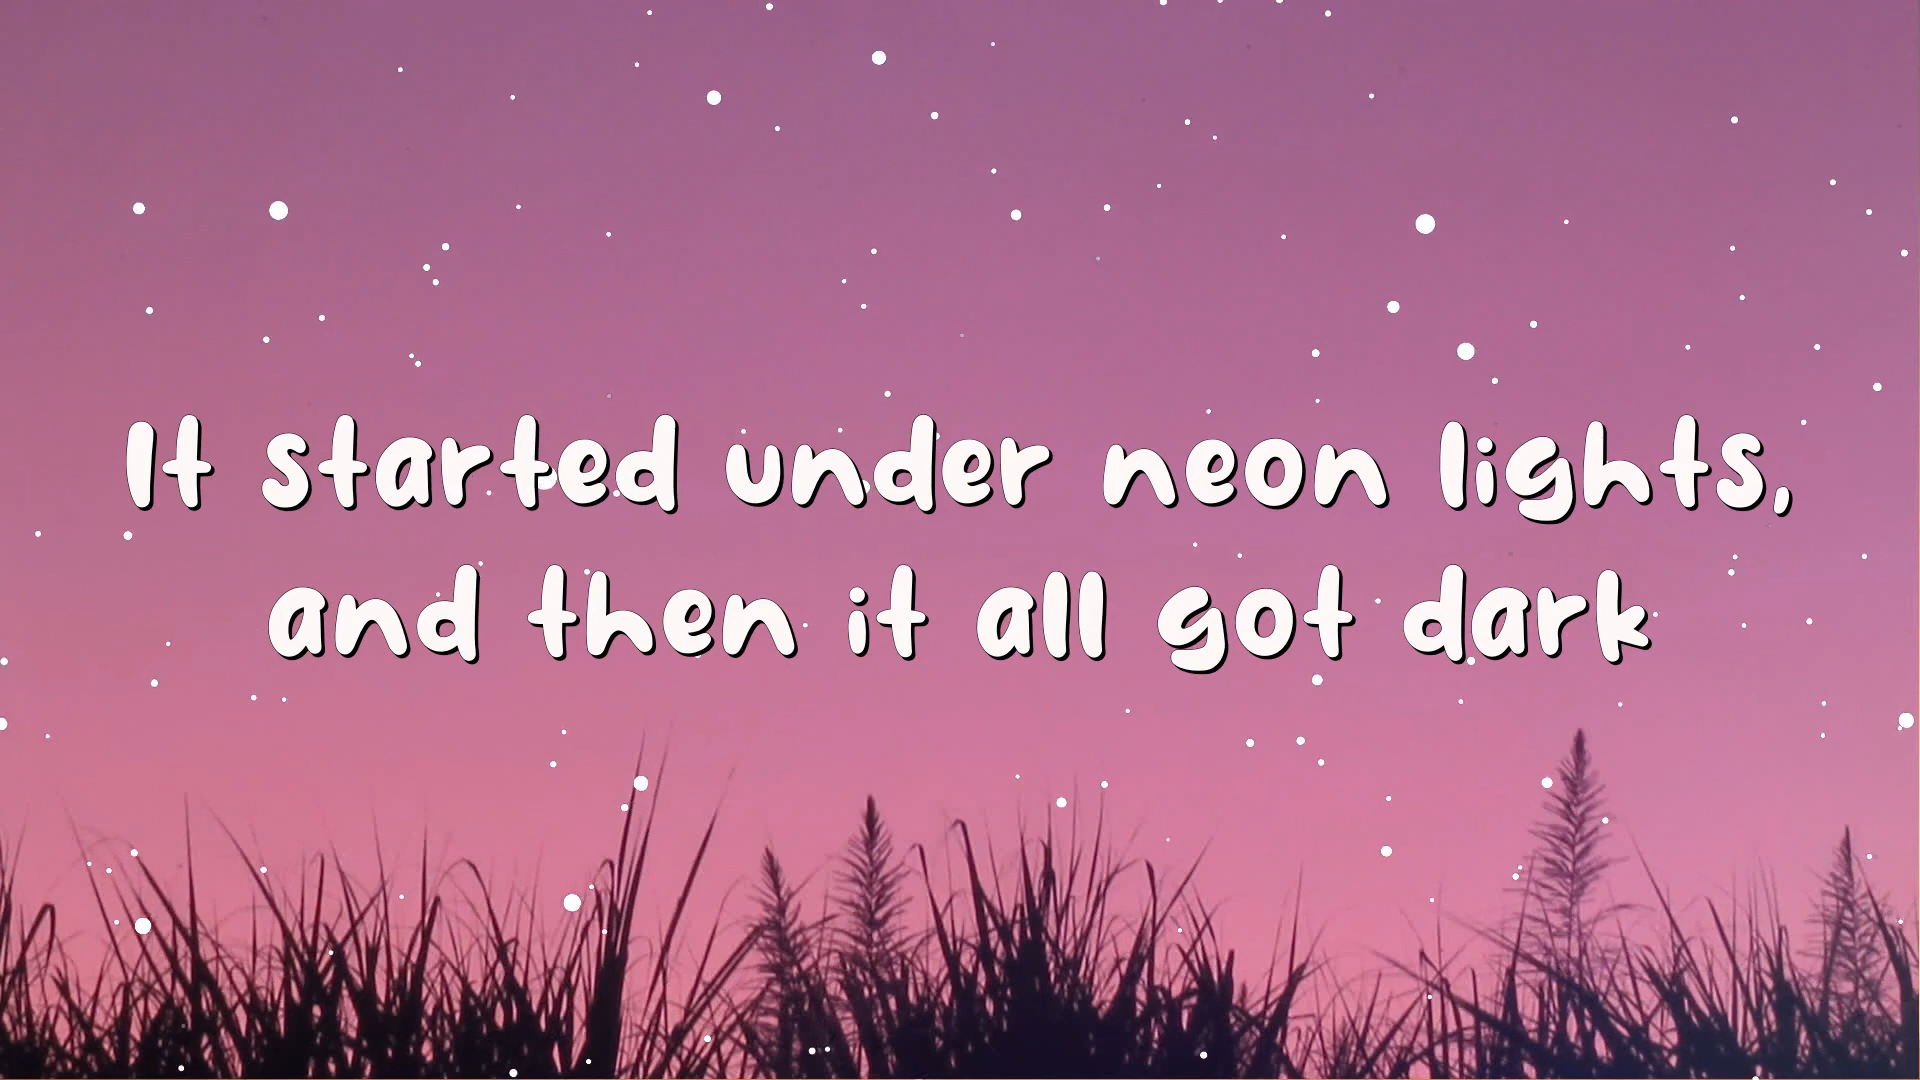 It started under neon lights,
and then it all got dark